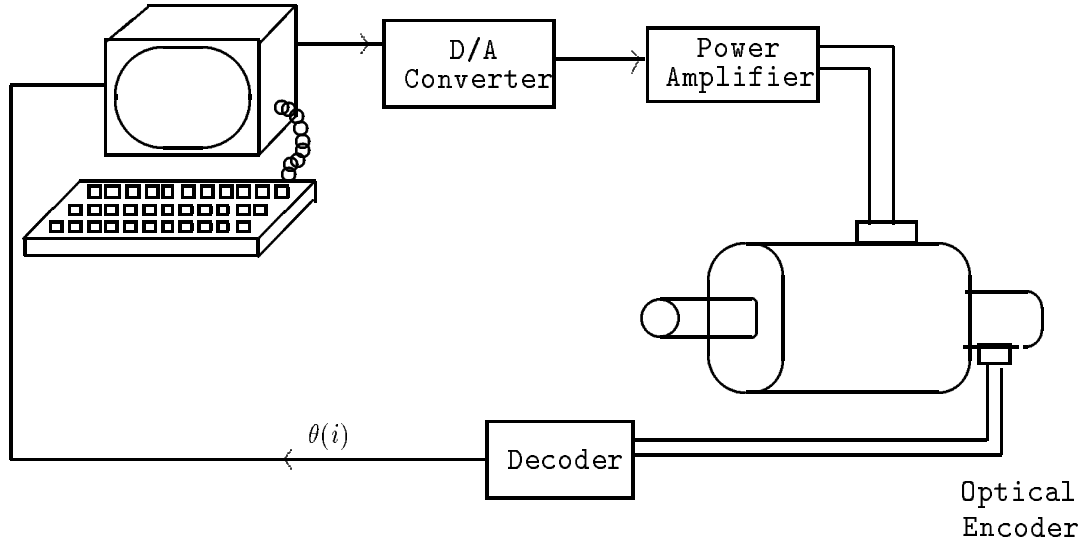 D/A
Converter
Power
Amplifier
θ(i)
Decoder
Optical
Encoder